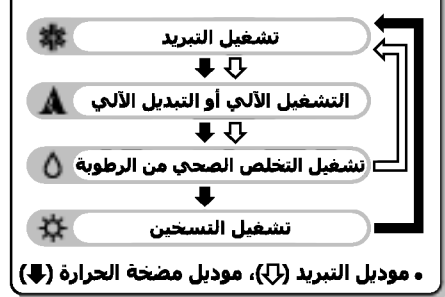 تشغيل التبريد
التشغيل الآلي أو التبديل الآلي
تشغيل التخلص الصحي من الرطوبة
تشغيل التسخين
• موديل التبريد (⇩)، موديل مضخة الحرارة (⬇)